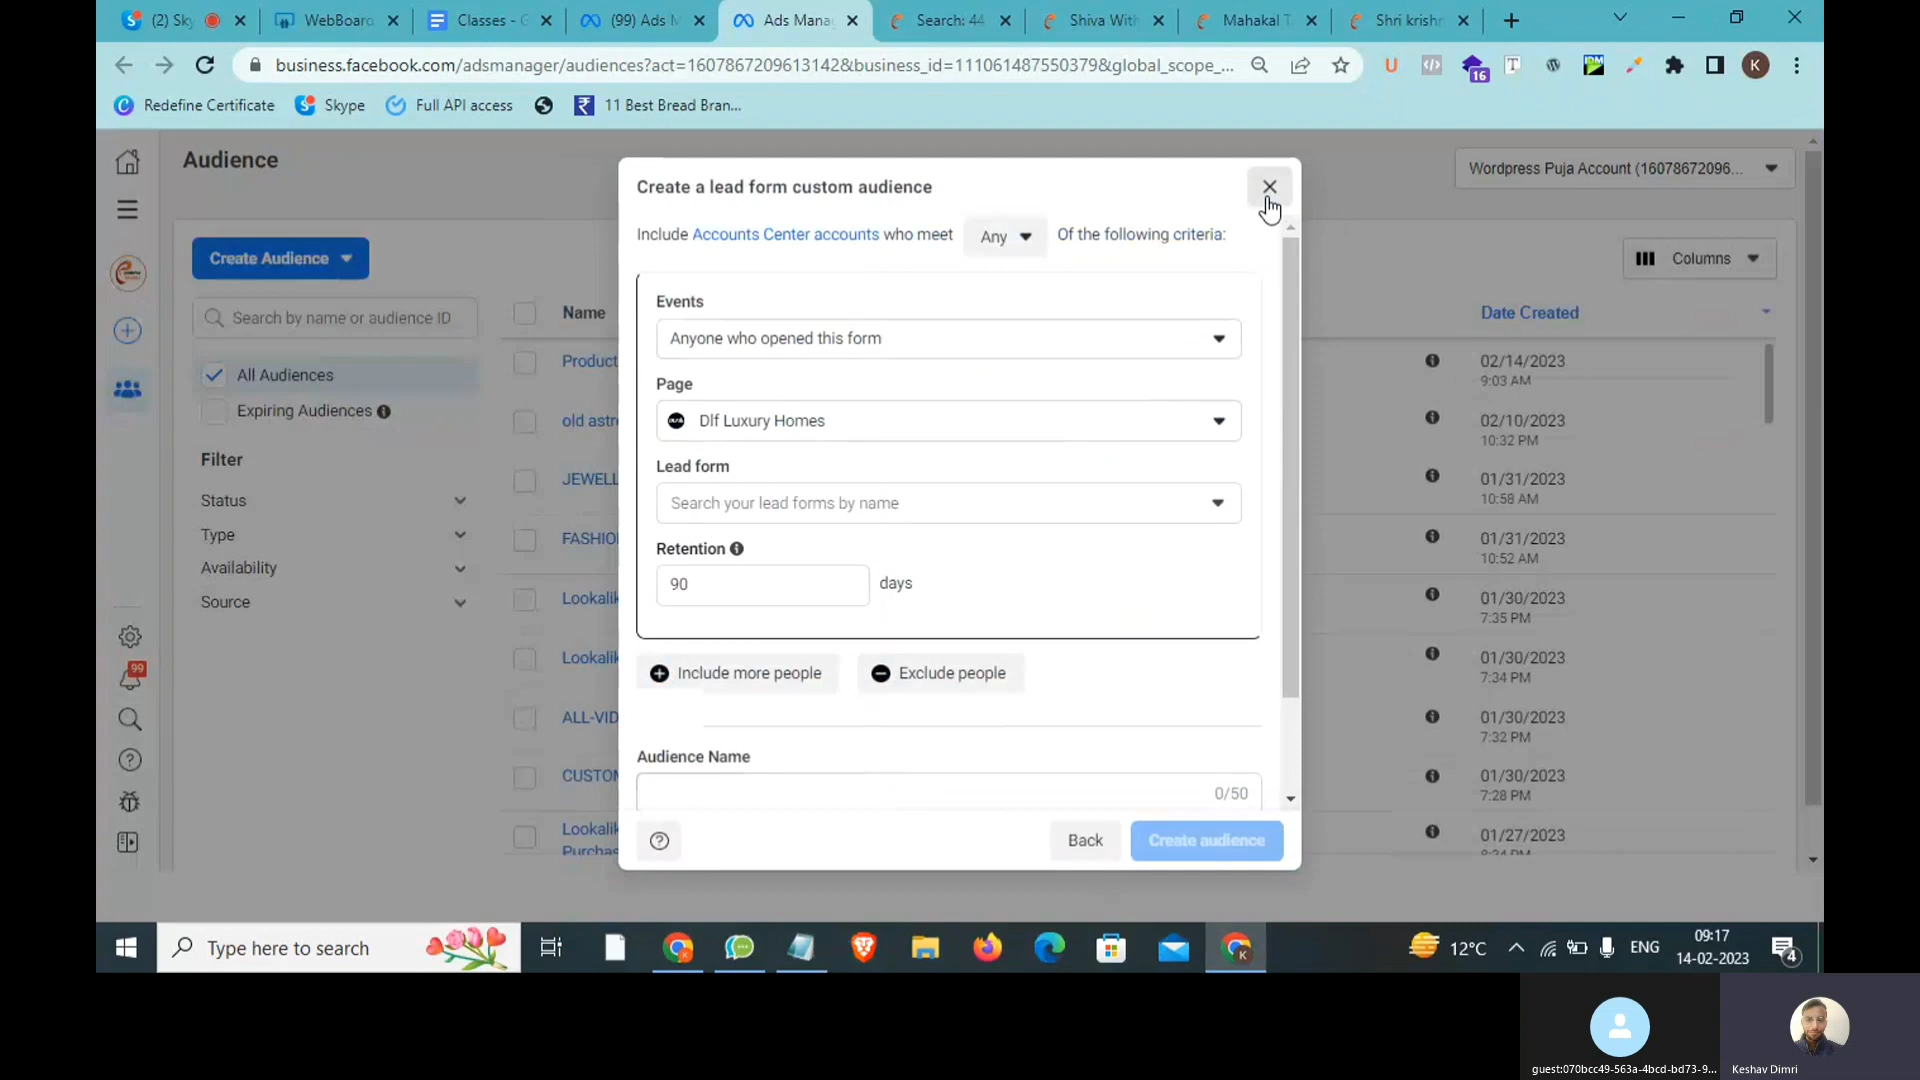 (2) Sky
WebBoard
Classes - G
(99) Ads M
Ads Mana
Search: 44
Shiva With
Mahakal T
Shri krishn
business.facebook.com/adsmanager/audiences?act=1607867209613142&business_id=111061487550379&global_scope_...
U
16
T
K
Redefine Certificate
Skype
Full API access
11 Best Bread Bran...
Audience
Wordpress Puja Account (16078672096...
Create Audience
Columns
Search by name or audience ID
All Audiences
Expiring Audiences
Filter
Status
Type
Availability
Source
99
Name
Date Created
Product
02/14/2023
9:03 AM
old astr
02/10/2023
10:32 PM
JEWELL
01/31/2023
10:58 AM
FASHIO
01/31/2023
10:52 AM
Lookalik
01/30/2023
7:35 PM
Lookalik
01/30/2023
7:34 PM
ALL-VID
01/30/2023
7:32 PM
CUSTOM
01/30/2023
7:28 PM
Lookalik
Purchas
01/27/2023
Create a lead form custom audience
Include Accounts Center accounts who meet Any Of the following criteria:
Events
Anyone who opened this form
Page
Dlf Luxury Homes
Lead form
Search your lead forms by name
Retention
90 days
Include more people
Exclude people
Audience Name
0/50
Back
Create audience
Type here to search
12°C
ENG
09:17
14-02-2023
4
guest:070bcc49-563a-4bcd-bd73-9...
Keshav Dimri